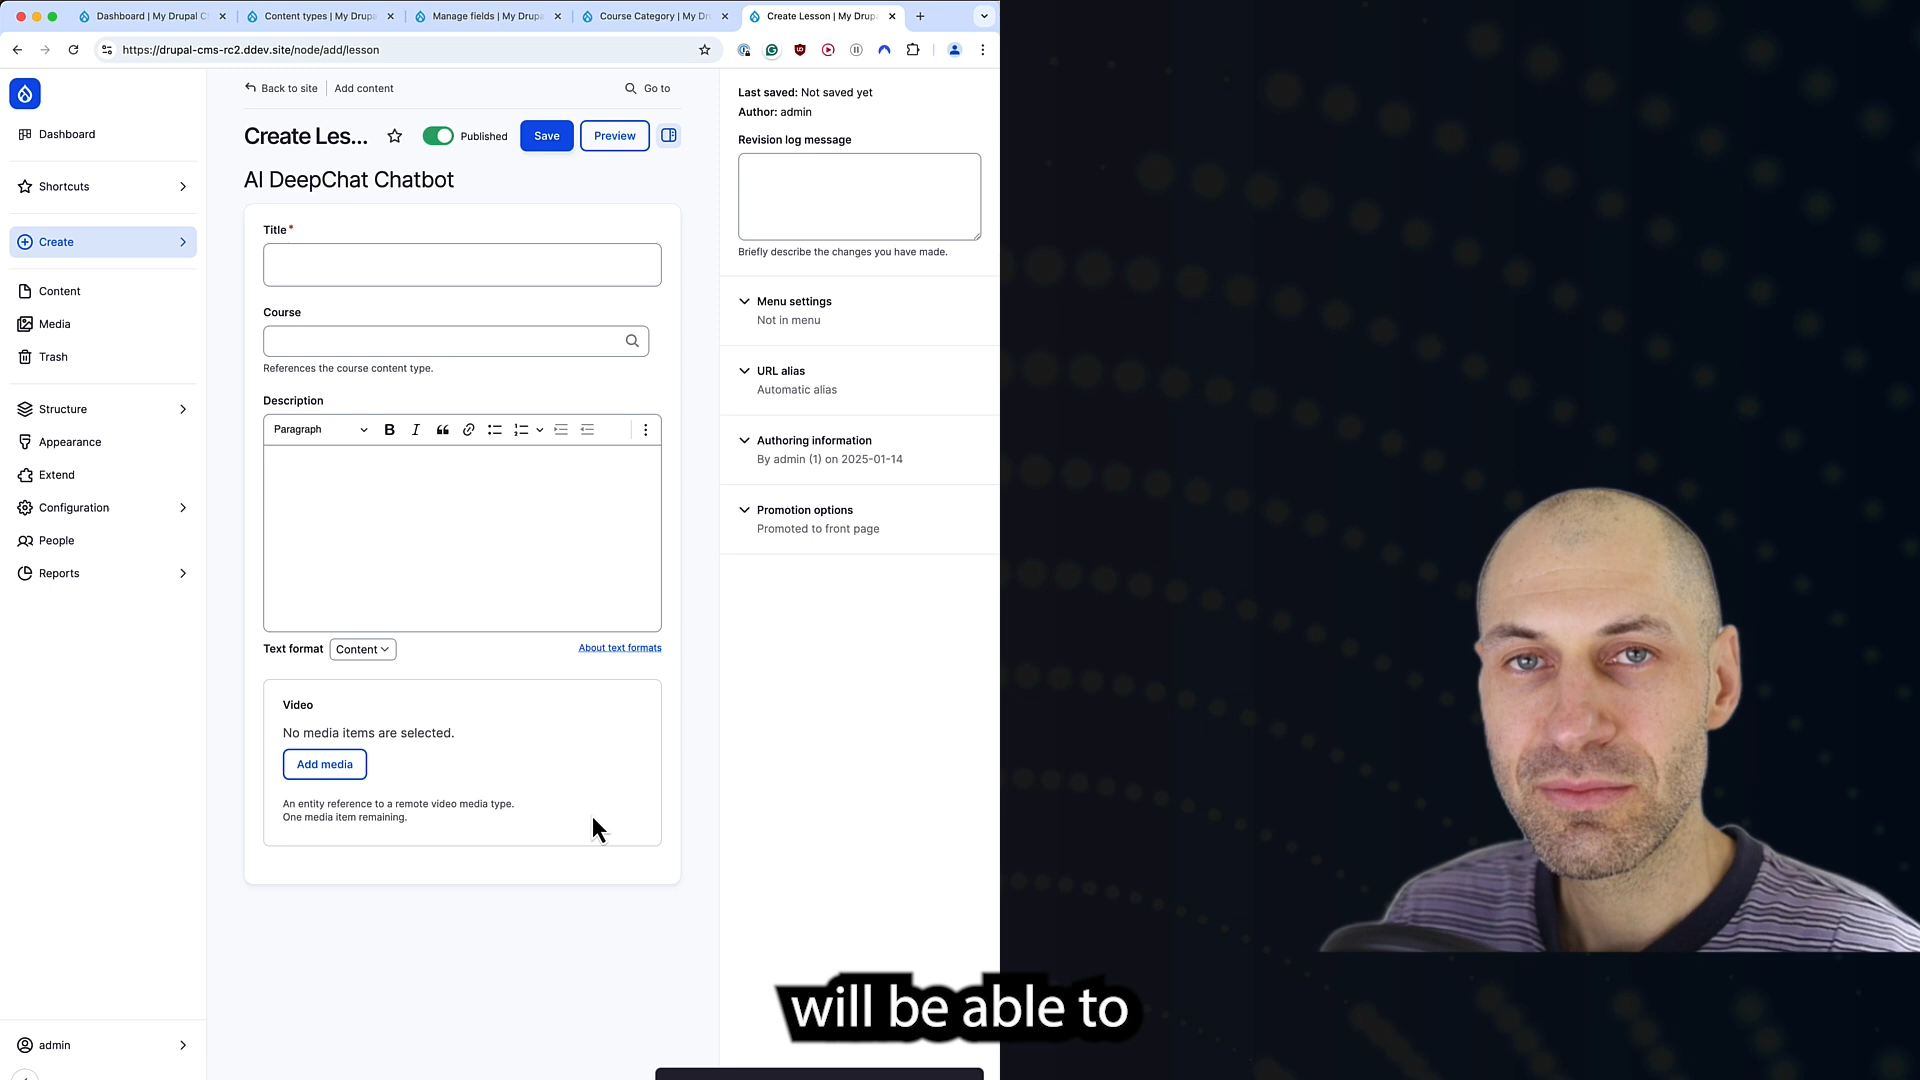 Dashboard | My Drupal C
Content types | My Drupa
Manage fields | My Drupa
Course Category | My Dr
Create Lesson | My Drup
https://drupal-cms-rc2.ddev.site/node/add/lesson
Back to site
Add content
Go to
Dashboard
Shortcuts
Create
Content
Media
Trash
Structure
Appearance
Extend
Configuration
People
Reports
admin
Create Les...
Published
Save
Preview
AI DeepChat Chatbot
Title*
Course
References the course content type.
Description
Paragraph
B
I
Text format
Content
About text formats
Video
No media items are selected.
Add media
An entity reference to a remote video media type.
One media item remaining.
Last saved: Not saved yet
Author: admin
Revision log message
Briefly describe the changes you have made.
Menu settings
Not in menu
URL alias
Automatic alias
Authoring information
By admin (1) on 2025-01-14
Promotion options
Promoted to front page
will be able to